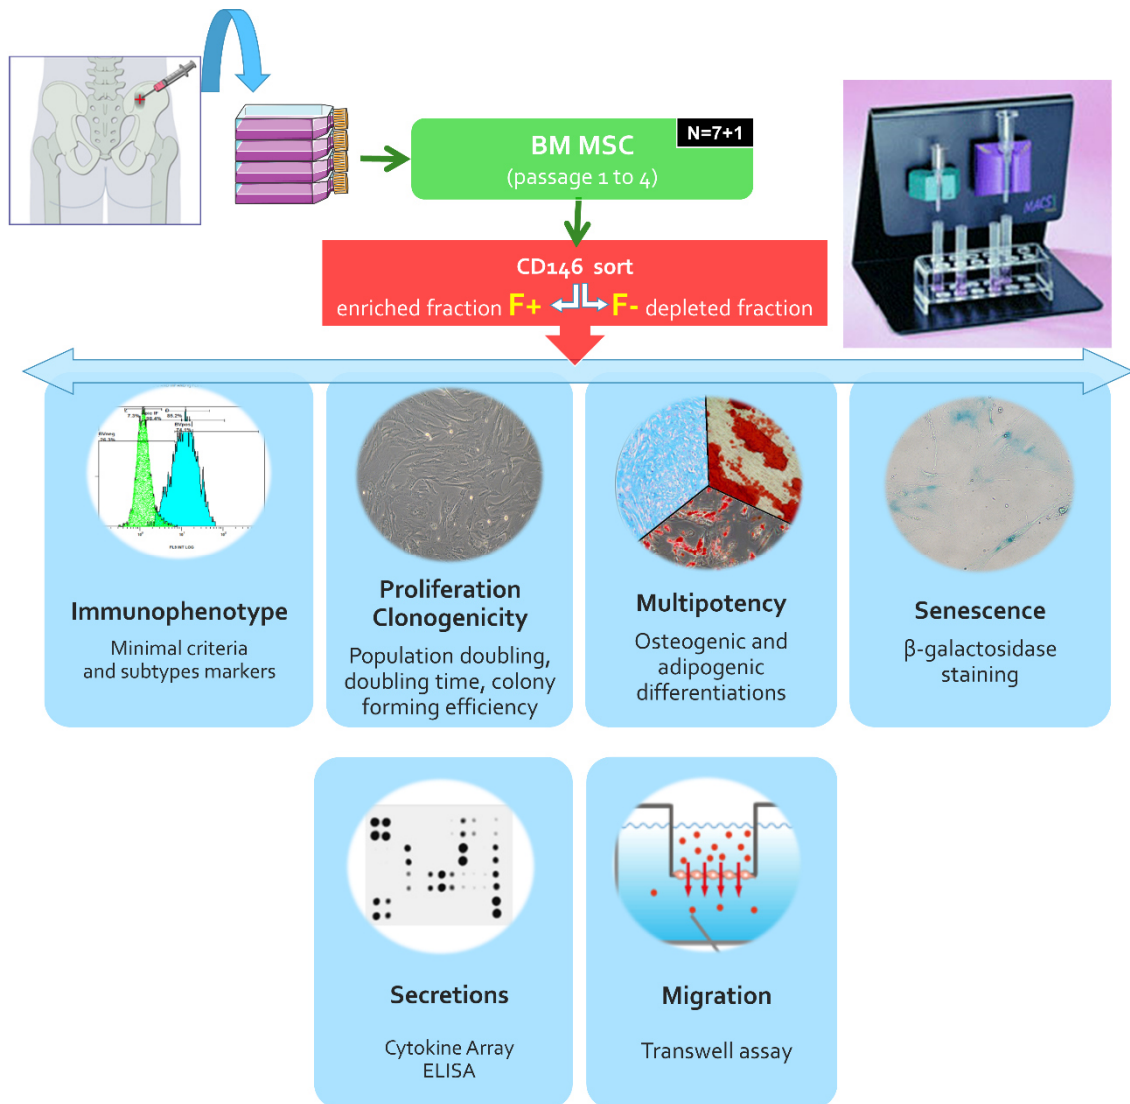 N=7+1
BM MSC
(passage 1 to 4)
CD146 sort
enriched fraction F+ F- depleted fraction
MACS
Immunophenotype
Minimal criteria
and subtypes markers
Proliferation
Clonogenicity
Population doubling,
doubling time, colony
forming efficiency
Multipotency
Osteogenic and
adipogenic
differentiations
Senescence
β-galactosidase
staining
Secretions
Cytokine Array
ELISA
Migration
Transwell assay